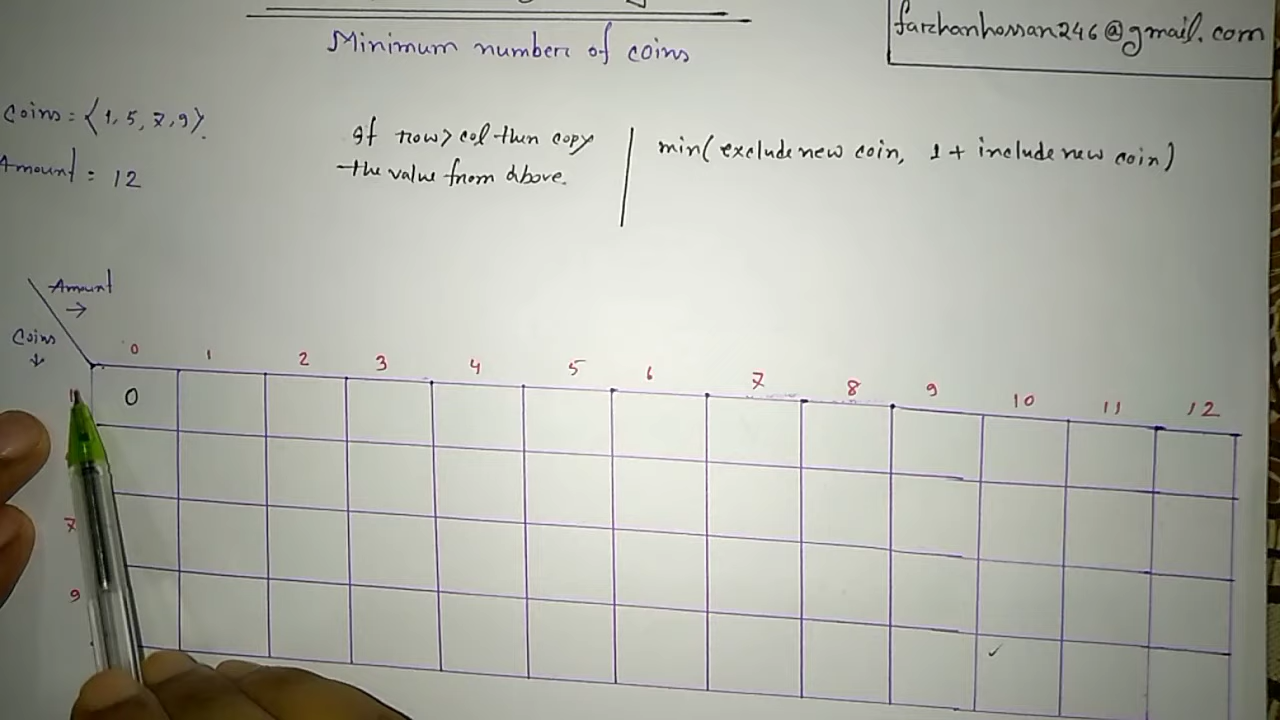 farhanhossan246@gmail.com
Minimum number of coins
Coins = {1, 5, 7, 9}.
Amount = 12
If row > col then copy
the value from above.
min( exclude new coin, 1 + include new coin)
Amount
→
Coins
↓
0 1 2 3 4 5 6 7 8 9 10 11 12
0
7
9
✓